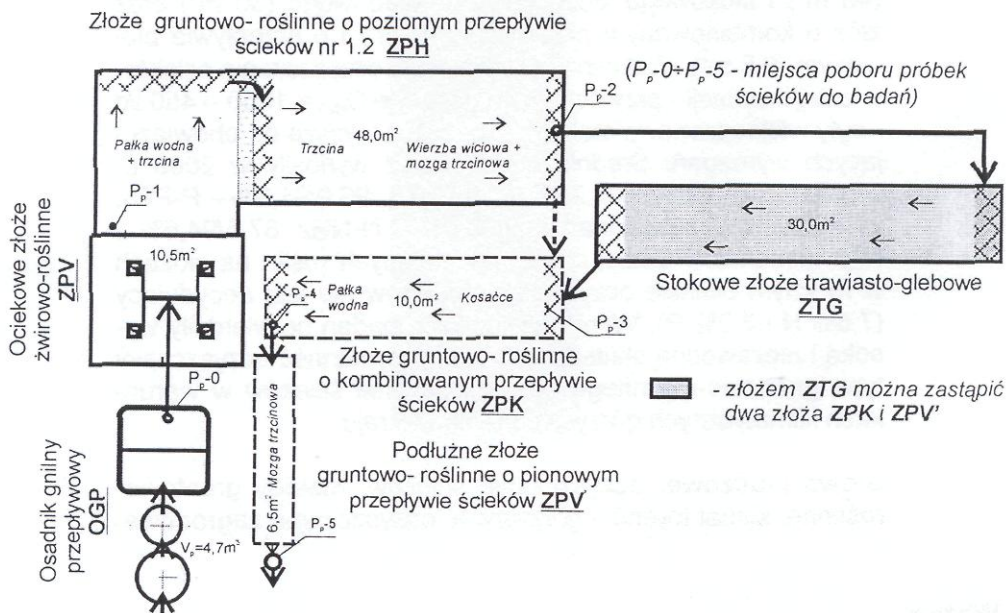 Złoże gruntowo- roślinne o poziomym przepływie
ścieków nr 1.2 ZPH
(Pp-0÷Pp-5 - miejsca poboru próbek
ścieków do badań)
Pp-2
Pałka wodna
+ trzcina
Trzcina
48,0m²
Wierzba wiciowa +
mozga trzcinowa
Pp-1
30,0m²
Stokowe złoże trawiasto-glebowe
ZTG
Ociekowe złoże
żwirowo-roślinne
ZPV
10,5m²
Pp-4
Pałka
wodna
10,0m²
Kosaćce
Pp-3
Złoże gruntowo- roślinne
o kombinowanym przepływie
ścieków ZPK
- złożem ZTG można zastąpić
dwa złoża ZPK i ZPV'
Pp-0
Osadnik gnilny
przepływowy
OGP
Vp=4,7m³
6,5m² Mozga trzcinowa
Podłużne złoże
gruntowo-roślinne o pionowym
przepływie ścieków ZPV'
Pp-5